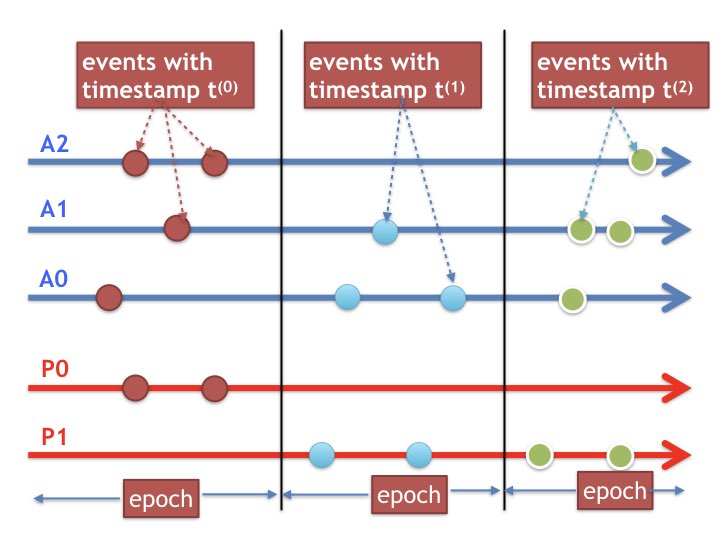 events with
timestamp t(0)
events with
timestamp t(1)
events with
timestamp t(2)
A2
A1
A0
P0
P1
epoch
epoch
epoch